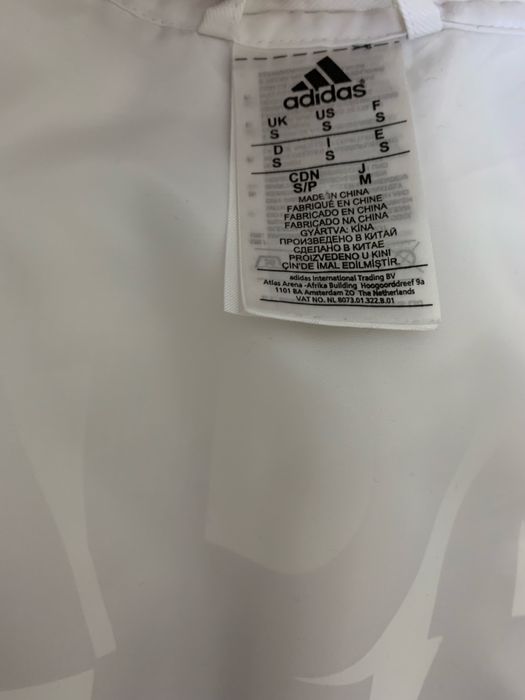 adidas
UK US F
S S S
D I E
S S S
CDN J
S/P M
MADE IN CHINA
FABRIQUÉ EN CHINE
FABRICADO EN CHINA
FABRICADO NA CHINA
GYÁRTVA: KÍNA
ПРОИЗВЕДЕНО В КИТАЙ
СДЕЛАНО В КИТАЕ
PROIZVEDENO U KINI
ÇİN'DE İMAL EDİLMİŞTİR.
adidas International Trading BV
Atlas Arena -Afrika Building Hoogoorddreef 9a
1101 BA Amsterdam ZO The Netherlands
VAT NO. NL 8073.01.322.B.01